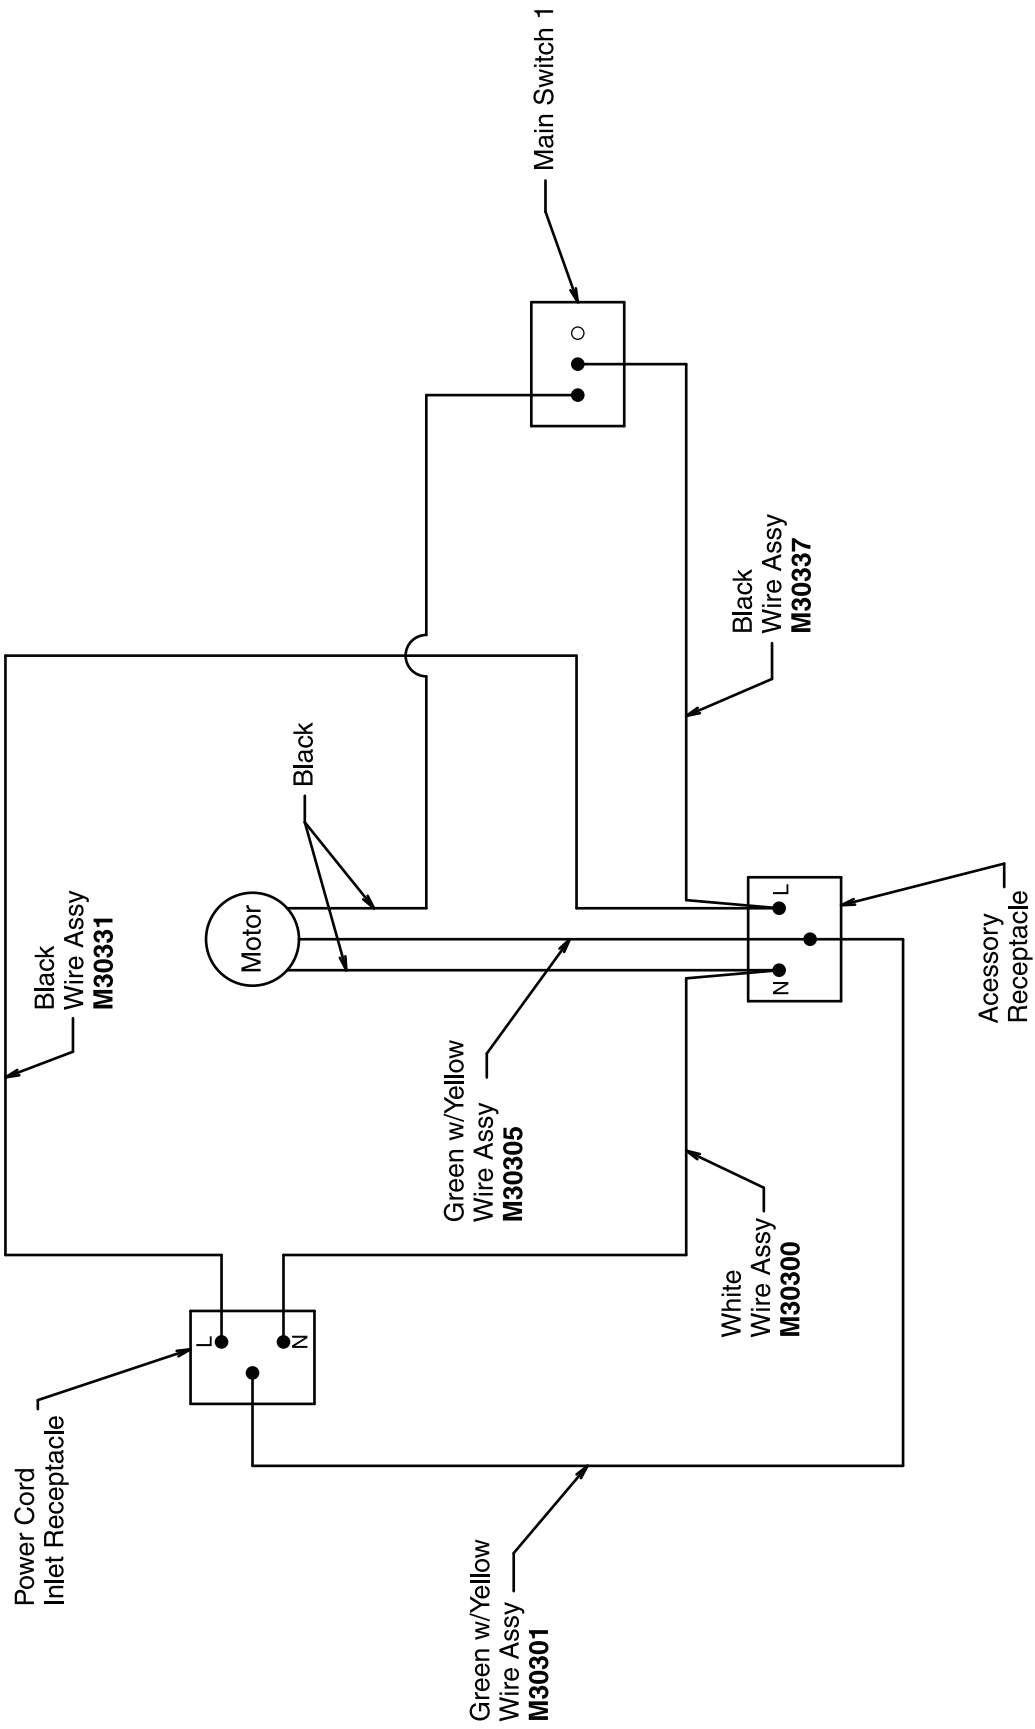 Power Cord
Inlet Receptacle
L
N
Black
Wire Assy
M30331
Motor
Black
Main Switch 1
Green w/Yellow
Wire Assy
M30305
Green w/Yellow
Wire Assy
M30301
White
Wire Assy
M30300
N
L
Black
Wire Assy
M30337
Acessory
Receptacle